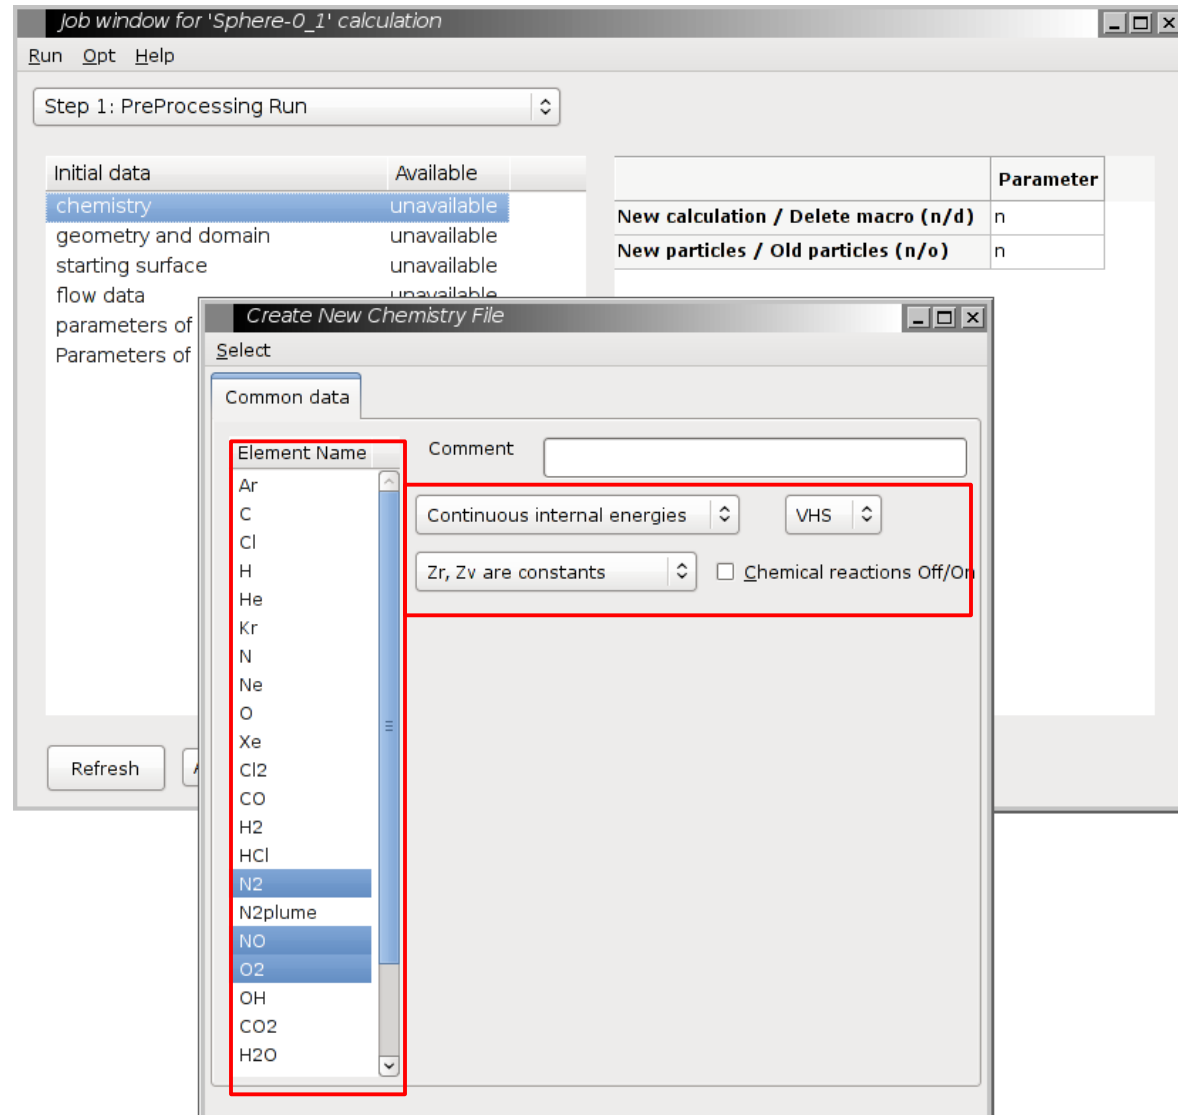 Job window for 'Sphere-0_1' calculation
Run Opt Help
Step 1: PreProcessing Run
Initial data Available
chemistry unavailable
geometry and domain unavailable
starting surface unavailable
flow data unavailable
parameters of
Parameters of
Parameter
New calculation / Delete macro (n/d) n
New particles / Old particles (n/o) n
Refresh
Create New Chemistry File
Select
Common data
Element Name
Ar
C
Cl
H
He
Kr
N
Ne
O
Xe
Cl2
CO
H2
HCl
N2
N2plume
NO
O2
OH
CO2
H2O
Comment
Continuous internal energies VHS
Zr, Zv are constants Chemical reactions Off/On